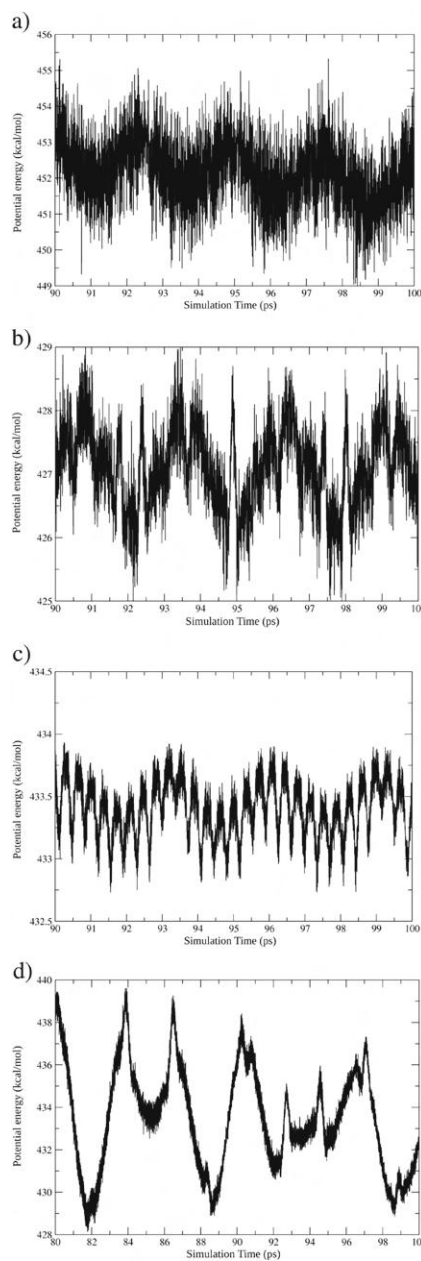 a)
Potential energy (kcal/mol)
456
455
454
453
452
451
450
449
90 91 92 93 94 95 96 97 98 99 100
Simulation Time (ps)
b)
Potential energy (kcal/mol)
429
428
427
426
425
90 91 92 93 94 95 96 97 98 99 100
Simulation Time (ps)
c)
Potential energy (kcal/mol)
434.5
434
433.5
433
432.5
90 91 92 93 94 95 96 97 98 99 100
Simulation Time (ps)
d)
Potential energy (kcal/mol)
440
438
436
434
432
430
428
80 82 84 86 88 90 92 94 96 98 100
Simulation Time (ps)